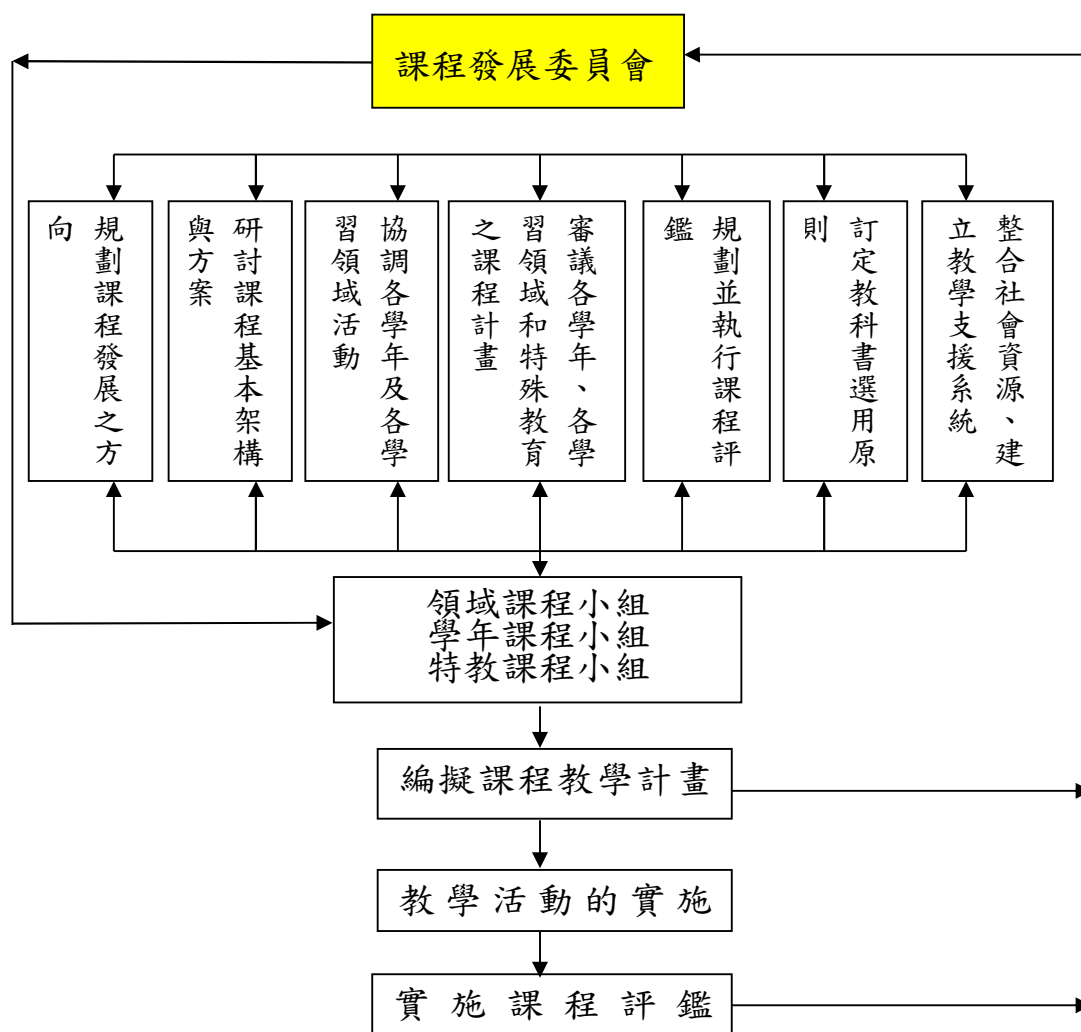 課程發展委員會
規劃課程發展之方
向
研討課程基本架構
與方案
協調各學年及各學
習領域活動
審議各學年、各學
習領域和特殊教育
之課程計畫
規劃並執行課程評
鑑
訂定教科書選用原
則
整合社會資源、建
立教學支援系統
領域課程小組
學年課程小組
特教課程小組
編擬課程教學計畫
教學活動的實施
實施課程評鑑